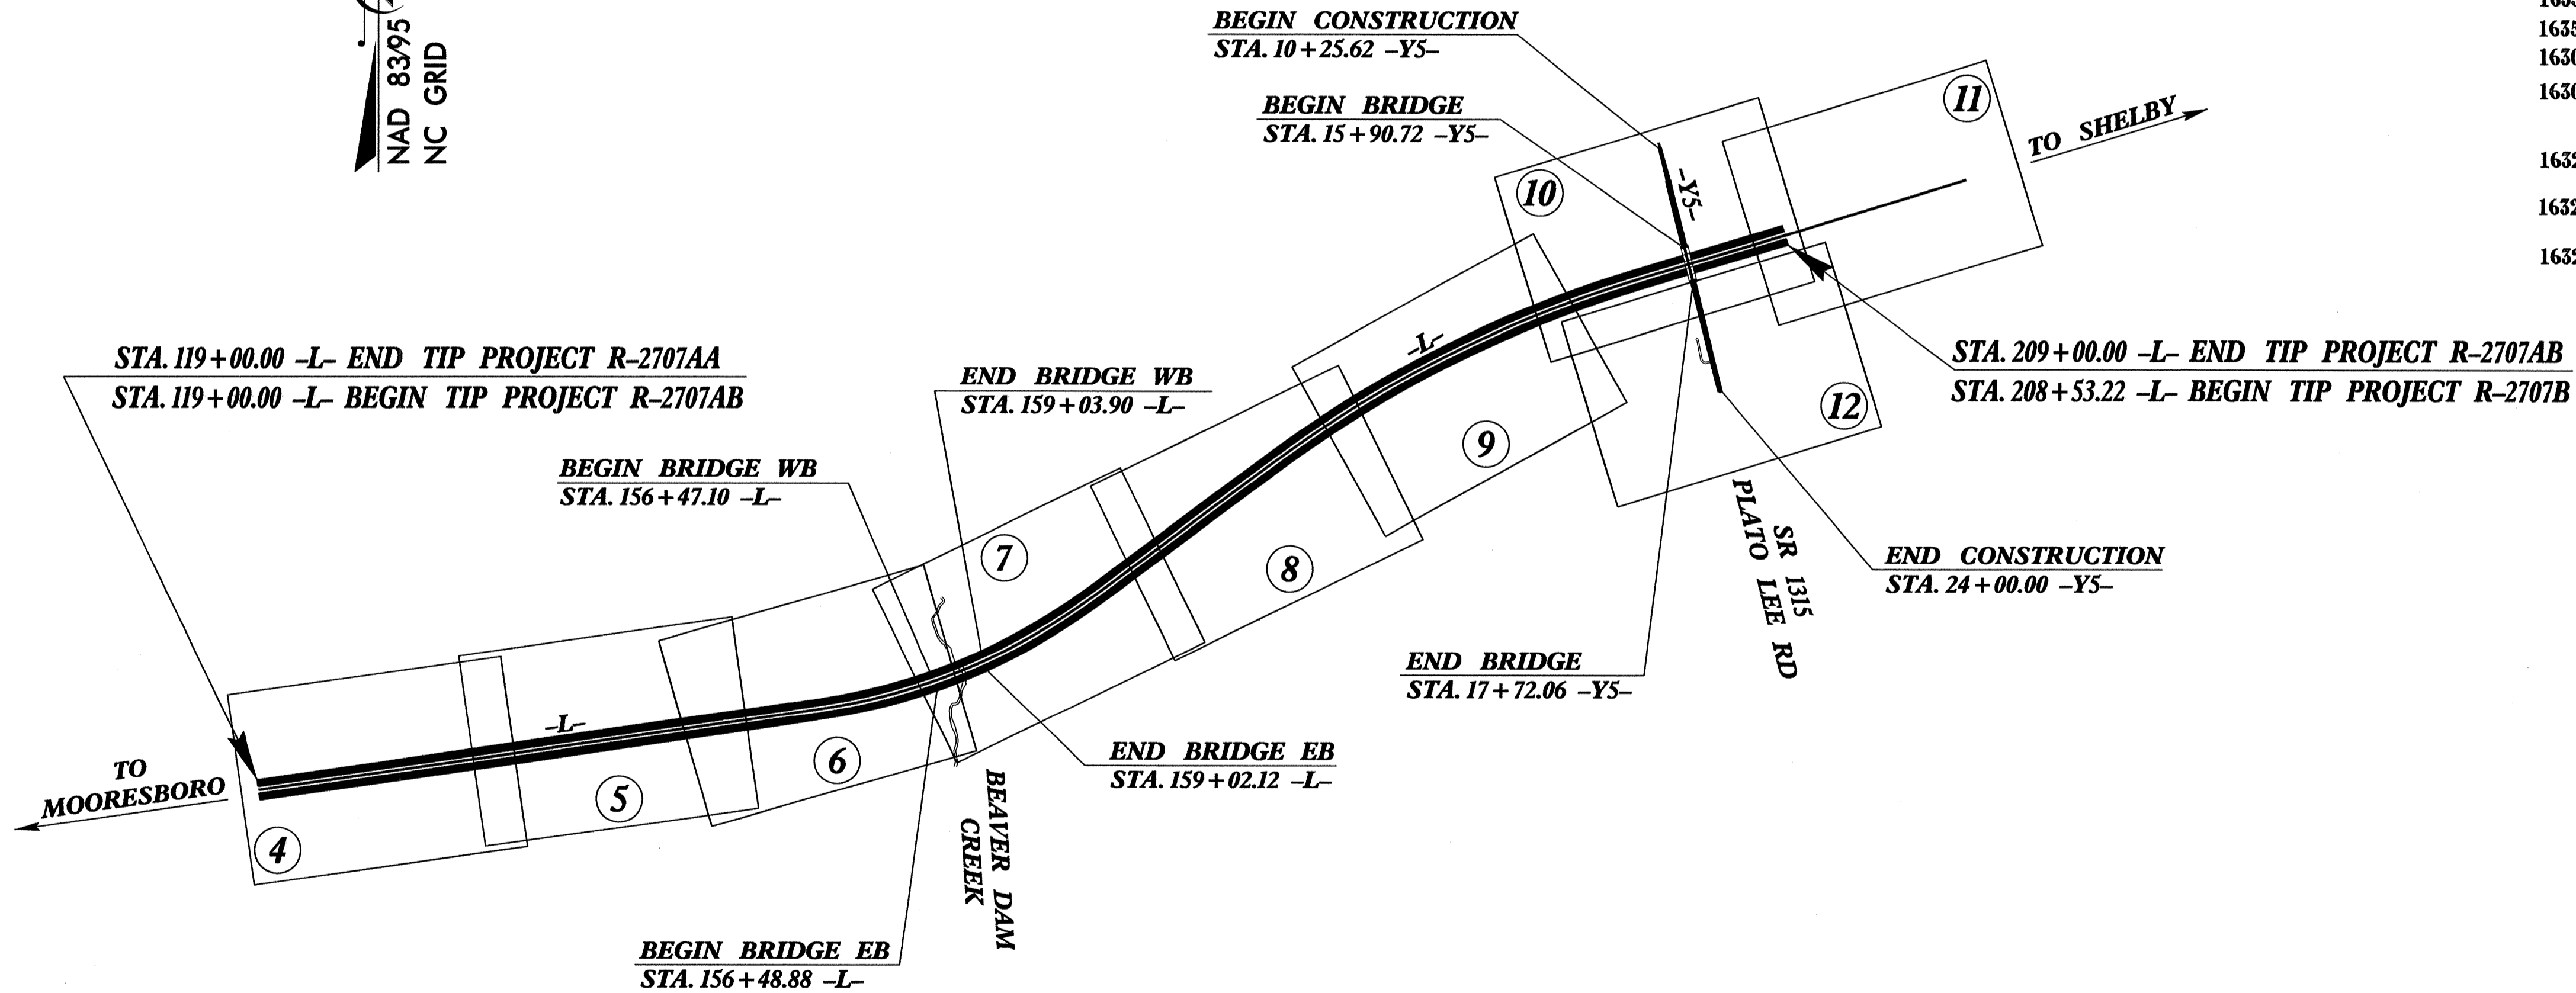 NAD 83/95
NC GRID
BEGIN CONSTRUCTION
STA. 10+25.62 -Y5-
BEGIN BRIDGE
STA. 15+90.72 -Y5-
10
-Y5-
11
TO SHELBY
1635
1630
1630
1632
1632
1632
STA. 119+00.00 -L- END TIP PROJECT R-2707AA
STA. 119+00.00 -L- BEGIN TIP PROJECT R-2707AB
END BRIDGE WB
STA. 159+03.90 -L-
-L-
STA. 209+00.00 -L- END TIP PROJECT R-2707AB
STA. 208+53.22 -L- BEGIN TIP PROJECT R-2707B
12
9
BEGIN BRIDGE WB
STA. 156+47.10 -L-
7
8
SR 1315
PLATO LEE RD
END CONSTRUCTION
STA. 24+00.00 -Y5-
END BRIDGE
STA. 17+72.06 -Y5-
-L-
TO
MOORESBORO
4
5
6
END BRIDGE EB
STA. 159+02.12 -L-
BEAVER DAM
CREEK
BEGIN BRIDGE EB
STA. 156+48.88 -L-